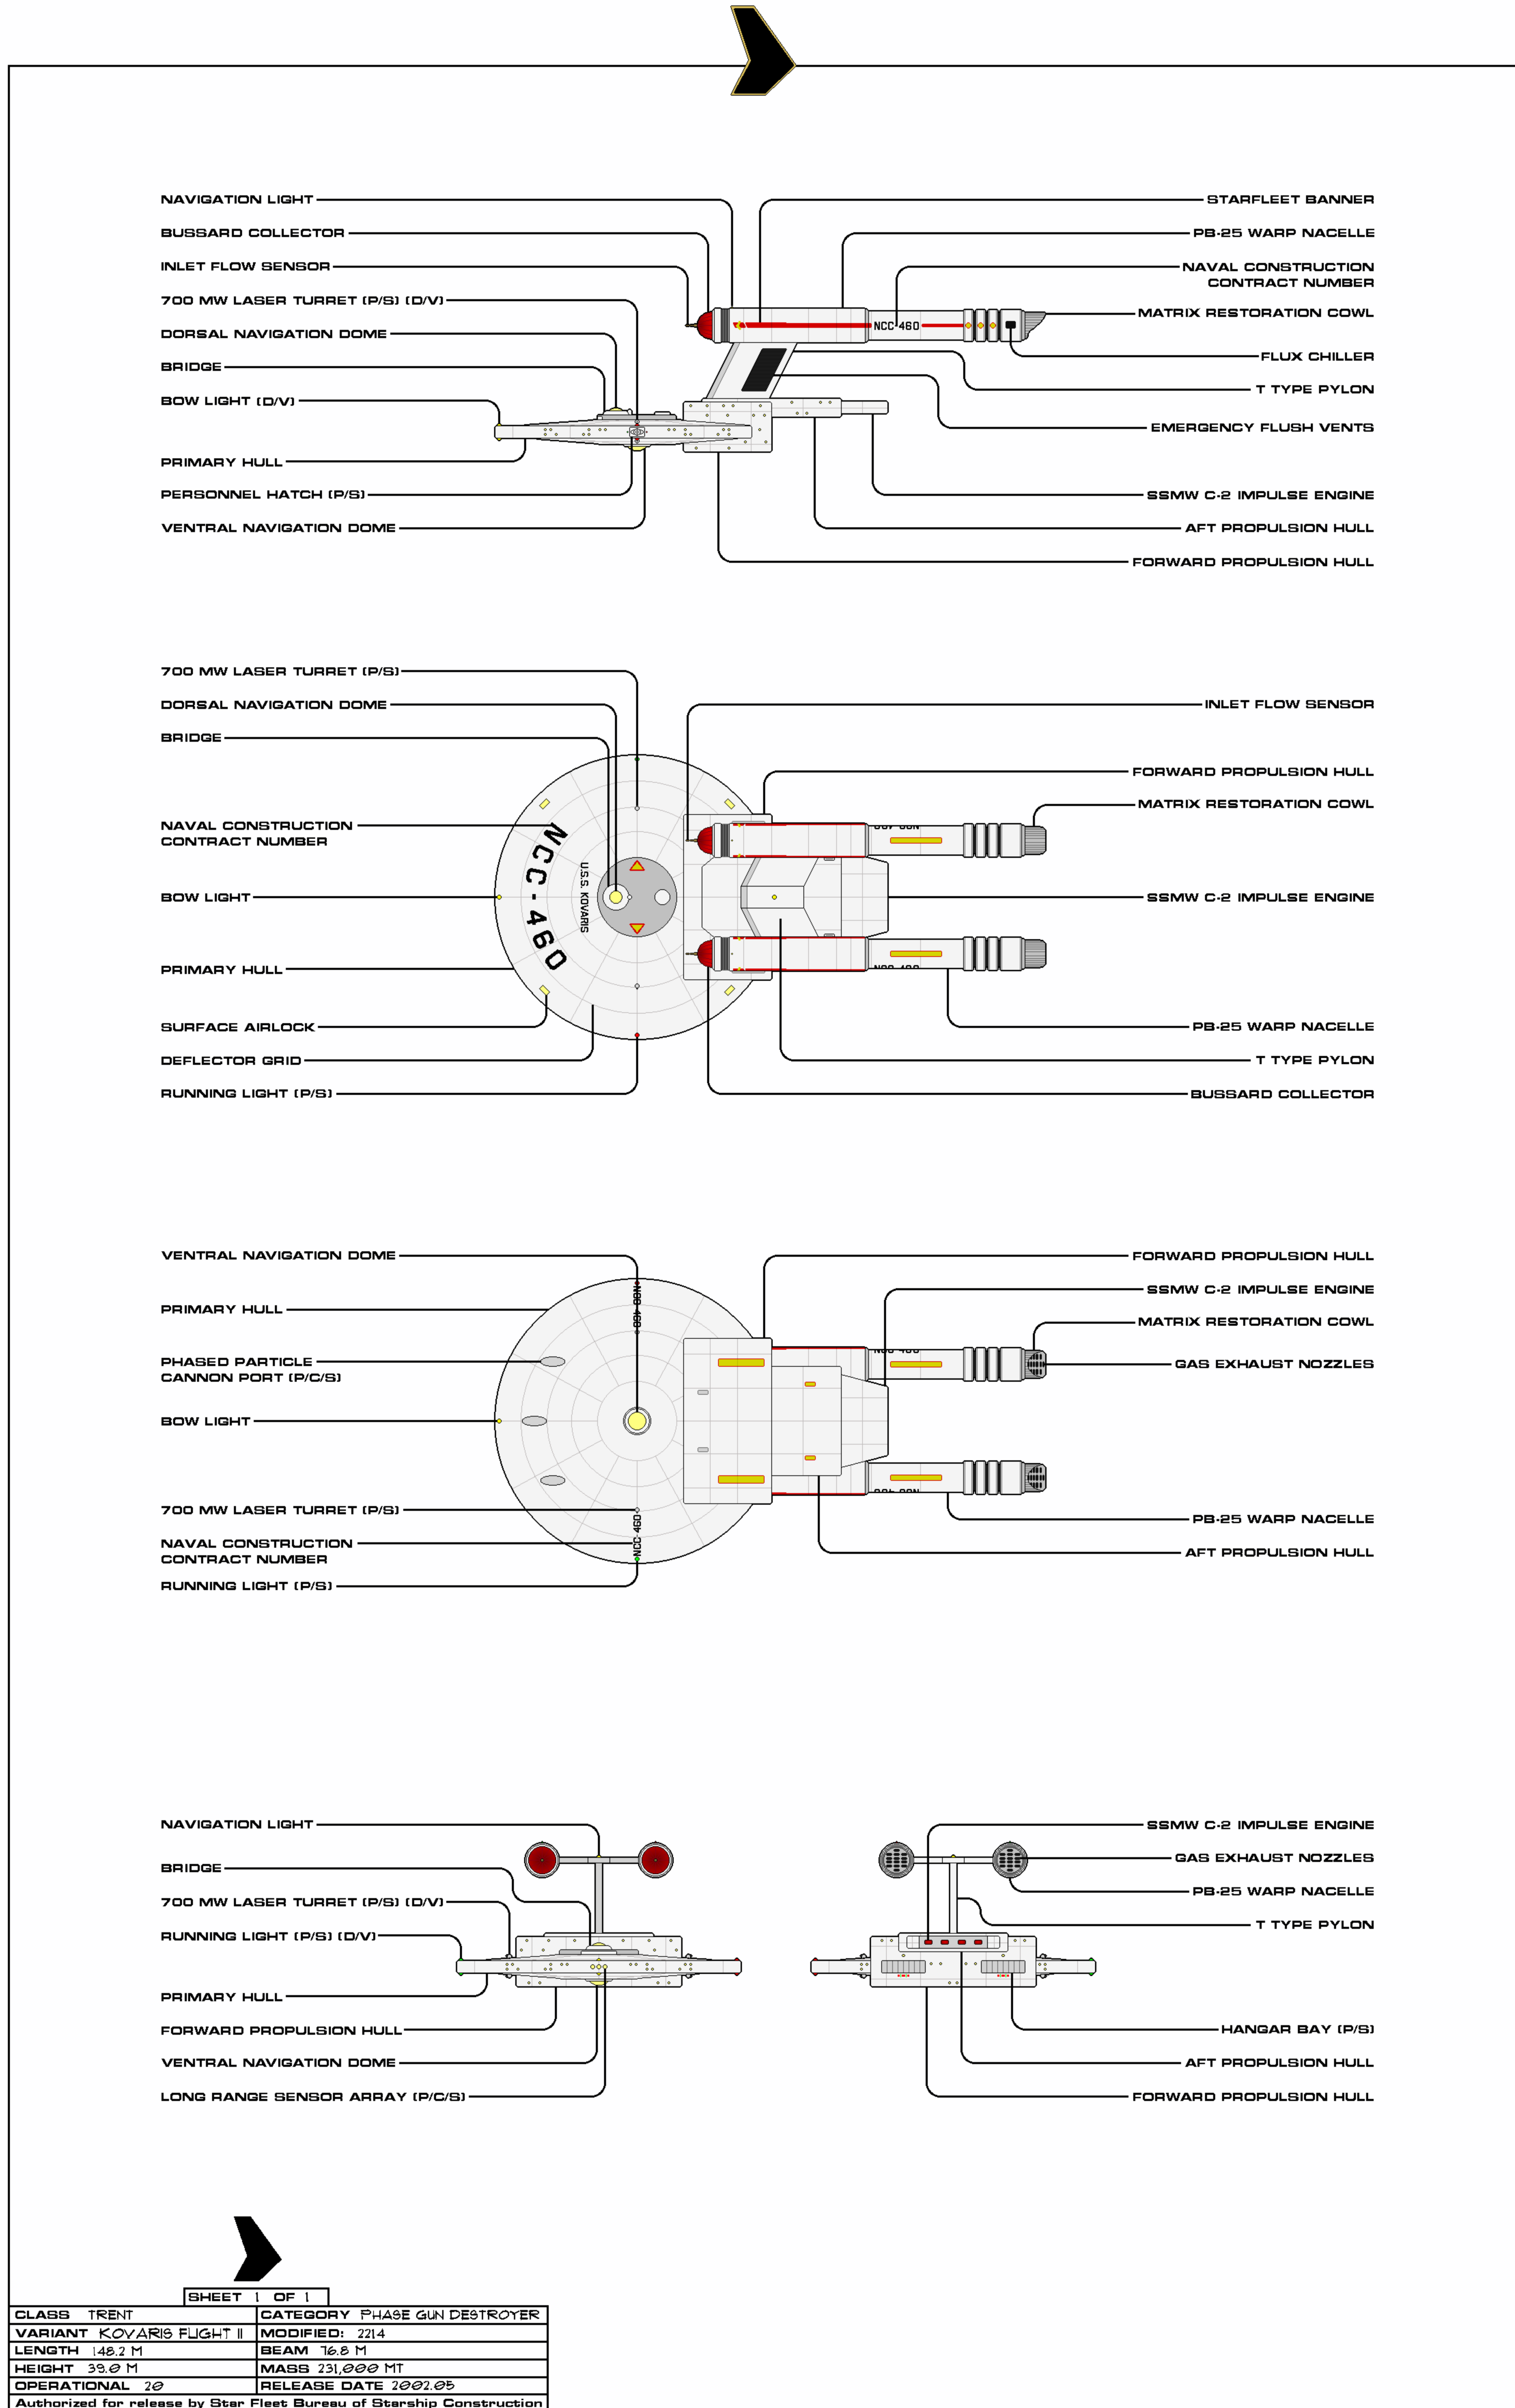 NAVIGATION LIGHT
STARFLEET BANNER
BUSSARD COLLECTOR
PB-25 WARP NACELLE
INLET FLOW SENSOR
NAVAL CONSTRUCTION
CONTRACT NUMBER
700 MW LASER TURRET (P/S) (D/V)
MATRIX RESTORATION COWL
NCC-460
DORSAL NAVIGATION DOME
FLUX CHILLER
BRIDGE
T TYPE PYLON
BOW LIGHT (D/V)
EMERGENCY FLUSH VENTS
PRIMARY HULL
PERSONNEL HATCH (P/S)
SSMW C-2 IMPULSE ENGINE
VENTRAL NAVIGATION DOME
AFT PROPULSION HULL
FORWARD PROPULSION HULL
700 MW LASER TURRET (P/S)
DORSAL NAVIGATION DOME
INLET FLOW SENSOR
BRIDGE
FORWARD PROPULSION HULL
MATRIX RESTORATION COWL
NAVAL CONSTRUCTION
CONTRACT NUMBER
NCC-460
U.S.S. KOVARIS
BOW LIGHT
SSMW C-2 IMPULSE ENGINE
PRIMARY HULL
SURFACE AIRLOCK
PB-25 WARP NACELLE
DEFLECTOR GRID
T TYPE PYLON
RUNNING LIGHT (P/S)
BUSSARD COLLECTOR
VENTRAL NAVIGATION DOME
FORWARD PROPULSION HULL
SSMW C-2 IMPULSE ENGINE
NCC-460
PRIMARY HULL
MATRIX RESTORATION COWL
PHASED PARTICLE
CANNON PORT (P/C/S)
GAS EXHAUST NOZZLES
BOW LIGHT
700 MW LASER TURRET (P/S)
PB-25 WARP NACELLE
NAVAL CONSTRUCTION
CONTRACT NUMBER
NCC-460
AFT PROPULSION HULL
RUNNING LIGHT (P/S)
NAVIGATION LIGHT
SSMW C-2 IMPULSE ENGINE
BRIDGE
GAS EXHAUST NOZZLES
700 MW LASER TURRET (P/S) (D/V)
PB-25 WARP NACELLE
RUNNING LIGHT (P/S) (D/V)
T TYPE PYLON
PRIMARY HULL
FORWARD PROPULSION HULL
HANGAR BAY (P/S)
VENTRAL NAVIGATION DOME
AFT PROPULSION HULL
LONG RANGE SENSOR ARRAY (P/C/S)
FORWARD PROPULSION HULL
SHEET 1 OF 1
CLASS TRENT
CATEGORY PHASE GUN DESTROYER
VARIANT KOVARIS FLIGHT II
MODIFIED: 2214
LENGTH 148.2 M
BEAM 76.8 M
HEIGHT 39.0 M
MASS 231,000 MT
OPERATIONAL 20
RELEASE DATE 2002.05
Authorized for release by Star Fleet Bureau of Starship Construction